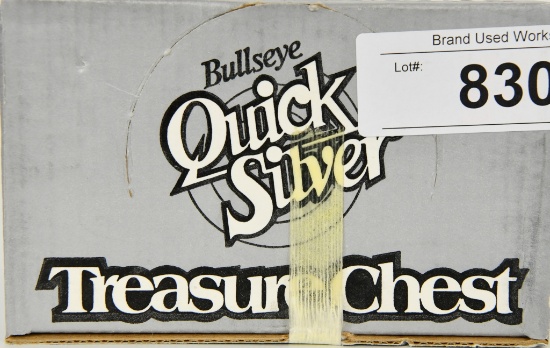 Brand Used Works
Lot#:
830
Bullseye
Quick
Silver
Treasure Chest